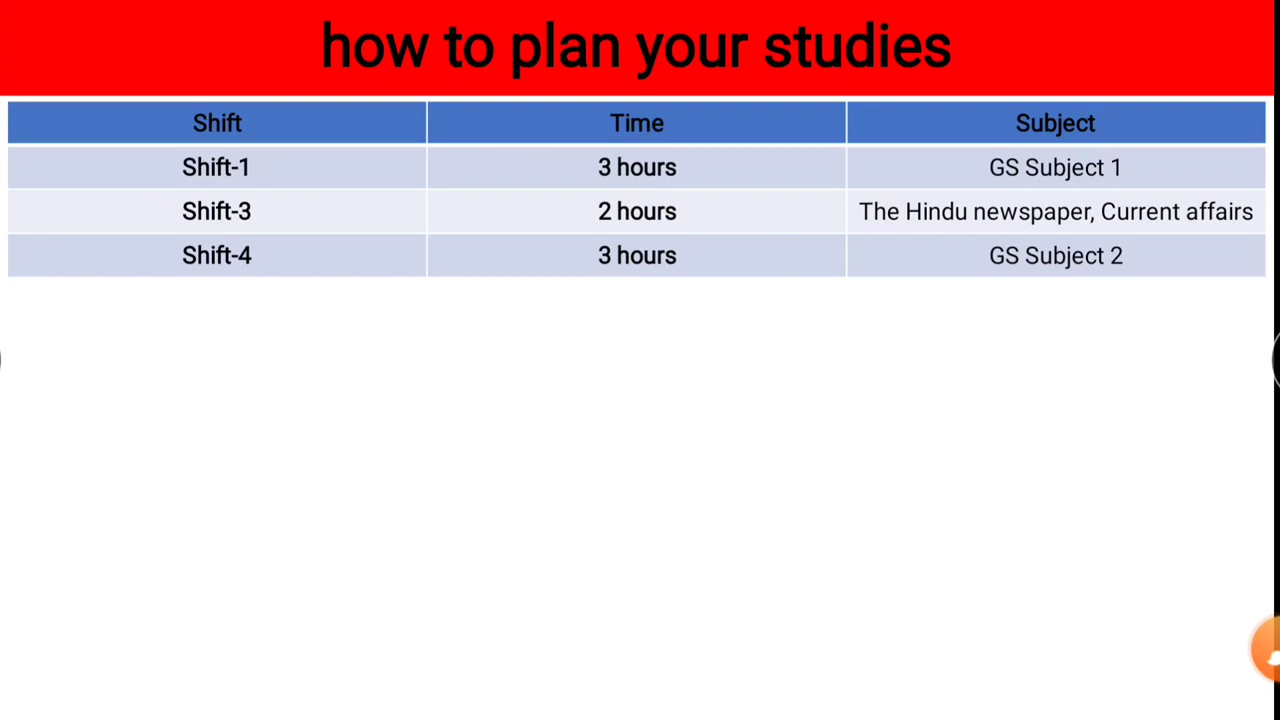 how to plan your studies
Shift Time Subject
Shift-1 3 hours GS Subject 1
Shift-3 2 hours The Hindu newspaper, Current affairs
Shift-4 3 hours GS Subject 2